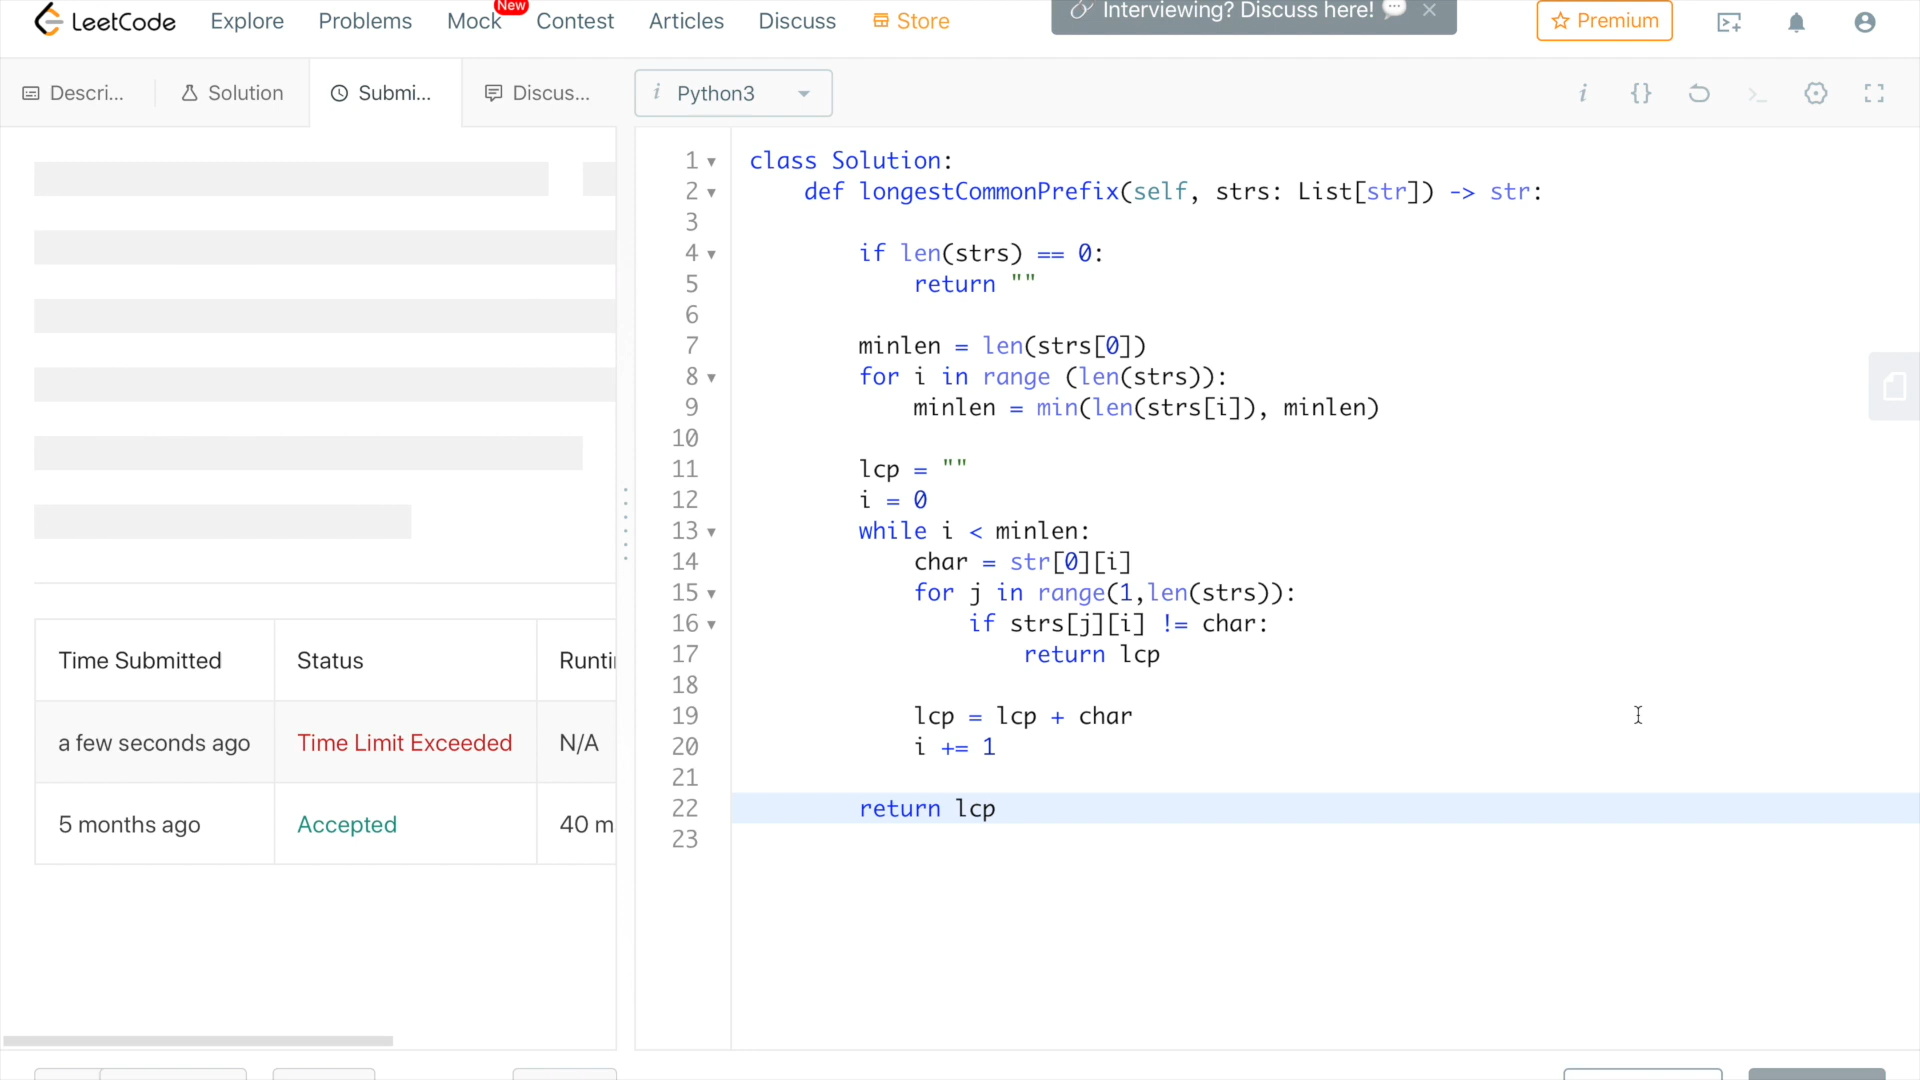 LeetCode
Explore
Problems
Mock
New
Contest
Articles
Discuss
Store
Interviewing? Discuss here! 💬 ×
Premium
Descri...
Solution
Submi...
Discus...
i Python3
i {} >_
1 class Solution:
2 def longestCommonPrefix(self, strs: List[str]) -> str:
3
4 if len(strs) == 0:
5 return ""
6
7 minlen = len(strs[0])
8 for i in range (len(strs)):
9 minlen = min(len(strs[i]), minlen)
10
11 lcp = ""
12 i = 0
13 while i < minlen:
14 char = str[0][i]
15 for j in range(1,len(strs)):
16 if strs[j][i] != char:
17 return lcp
18
19 lcp = lcp + char
20 i += 1
21
22 return lcp
23
Time Submitted Status
a few seconds ago Time Limit Exceeded N/A
5 months ago Accepted 40 m